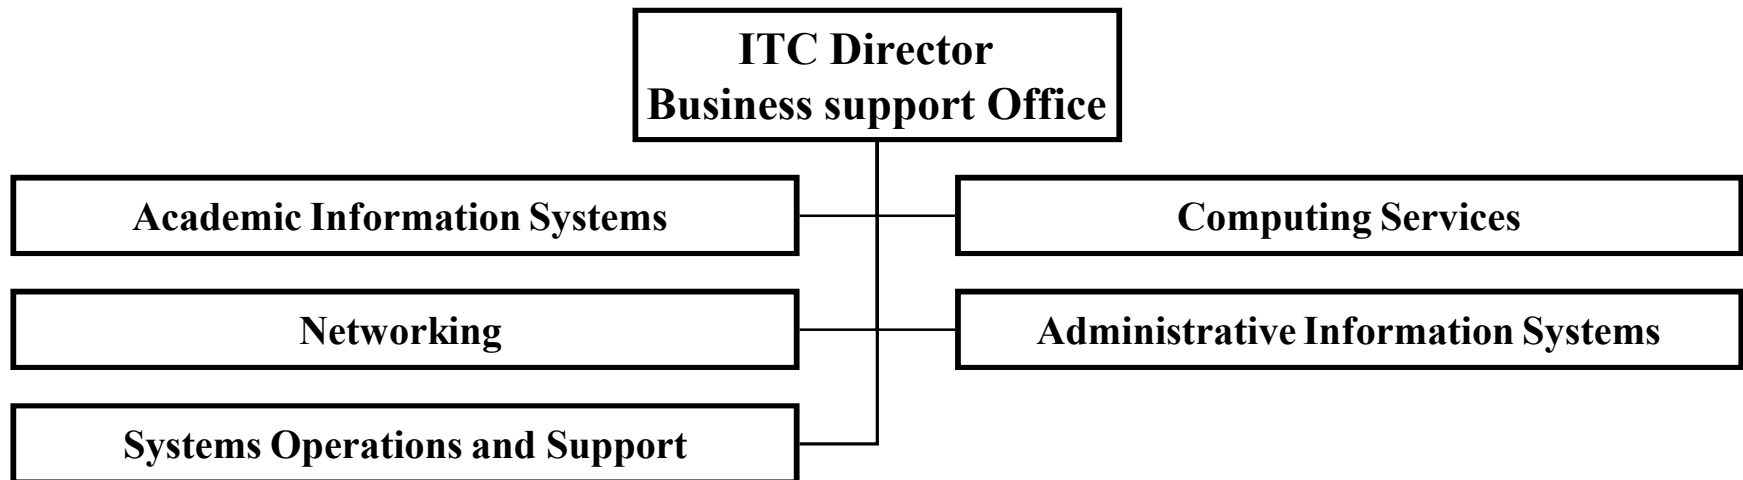 ITC Director
Business support Office
Academic Information Systems
Computing Services
Networking
Administrative Information Systems
Systems Operations and Support